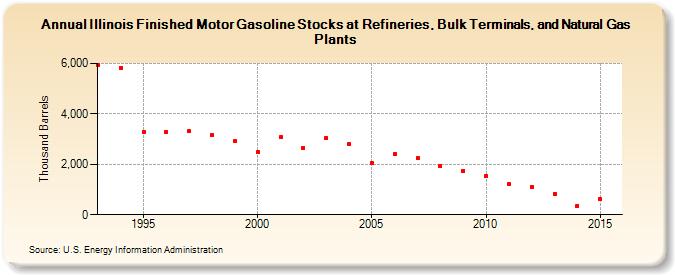 Annual Illinois Finished Motor Gasoline Stocks at Refineries, Bulk Terminals, and Natural Gas
Plants
Thousand Barrels
6,000
4,000
2,000
0
1995 2000 2005 2010 2015
Source: U.S. Energy Information Administration